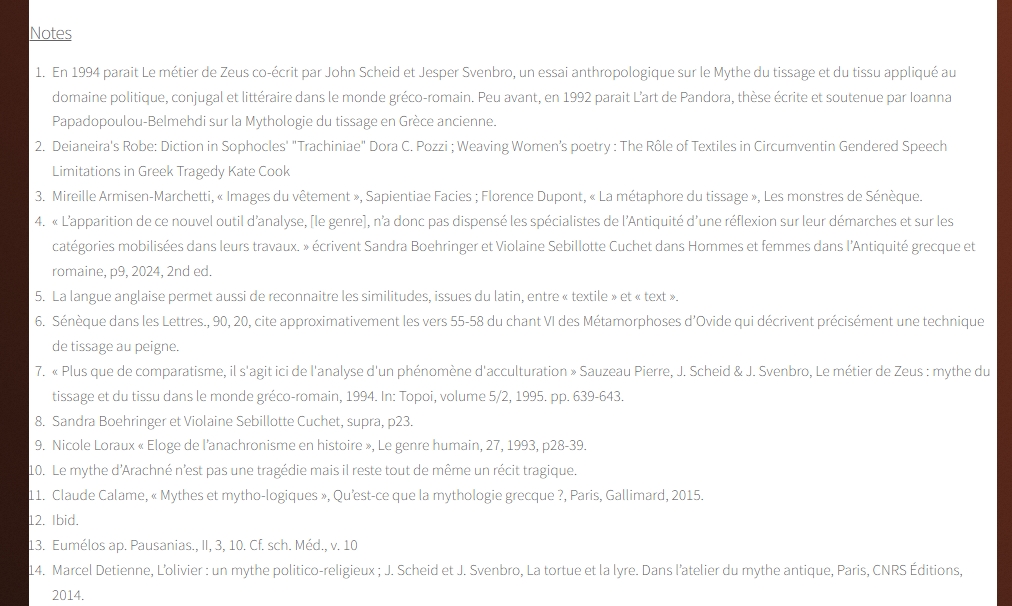 Notes
1. En 1994 parait Le métier de Zeus co-écrit par John Scheid et Jesper Svenbro, un essai anthropologique sur le Mythe du tissage et du tissu appliqué au
domaine politique, conjugal et littéraire dans le monde gréco-romain. Peu avant, en 1992 parait L'art de Pandora, thèse écrite et soutenue par Ioanna
Papadopoulou-Belmehdi sur la Mythologie du tissage en Grèce ancienne.
2. Deianeira's Robe: Diction in Sophocles' "Trachiniae" Dora C. Pozzi ; Weaving Women's poetry : The Rôle of Textiles in Circumventin Gendered Speech
Limitations in Greek Tragedy Kate Cook
3. Mireille Armisen-Marchetti, « Images du vêtement », Sapientiae Facies ; Florence Dupont, « La métaphore du tissage », Les monstres de Sénèque.
4. « L'apparition de ce nouvel outil d'analyse, [le genre], n'a donc pas dispensé les spécialistes de l'Antiquité d'une réflexion sur leur démarches et sur les
catégories mobilisées dans leurs travaux. » écrivent Sandra Boehringer et Violaine Sebillotte Cuchet dans Hommes et femmes dans l'Antiquité grecque et
romaine, p9, 2024, 2nd ed.
5. La langue anglaise permet aussi de reconnaitre les similitudes, issues du latin, entre « textile » et « text ».
6. Sénèque dans les Lettres., 90, 20, cite approximativement les vers 55-58 du chant VI des Métamorphoses d'Ovide qui décrivent précisément une technique
de tissage au peigne.
7. « Plus que de comparatisme, il s'agit ici de l'analyse d'un phénomène d'acculturation » Sauzeau Pierre, J. Scheid & J. Svenbro, Le métier de Zeus : mythe du
tissage et du tissu dans le monde gréco-romain, 1994. In: Topoi, volume 5/2, 1995. pp. 639-643.
8. Sandra Boehringer et Violaine Sebillotte Cuchet, supra, p23.
9. Nicole Loraux « Eloge de l'anachronisme en histoire », Le genre humain, 27, 1993, p28-39.
10. Le mythe d'Arachné n'est pas une tragédie mais il reste tout de même un récit tragique.
11. Claude Calame, « Mythes et mytho-logiques », Qu'est-ce que la mythologie grecque ?, Paris, Gallimard, 2015.
12. Ibid.
13. Eumélos ap. Pausanias., II, 3, 10. Cf. sch. Méd., v. 10
14. Marcel Detienne, L'olivier : un mythe politico-religieux ; J. Scheid et J. Svenbro, La tortue et la lyre. Dans l'atelier du mythe antique, Paris, CNRS Éditions,
2014.